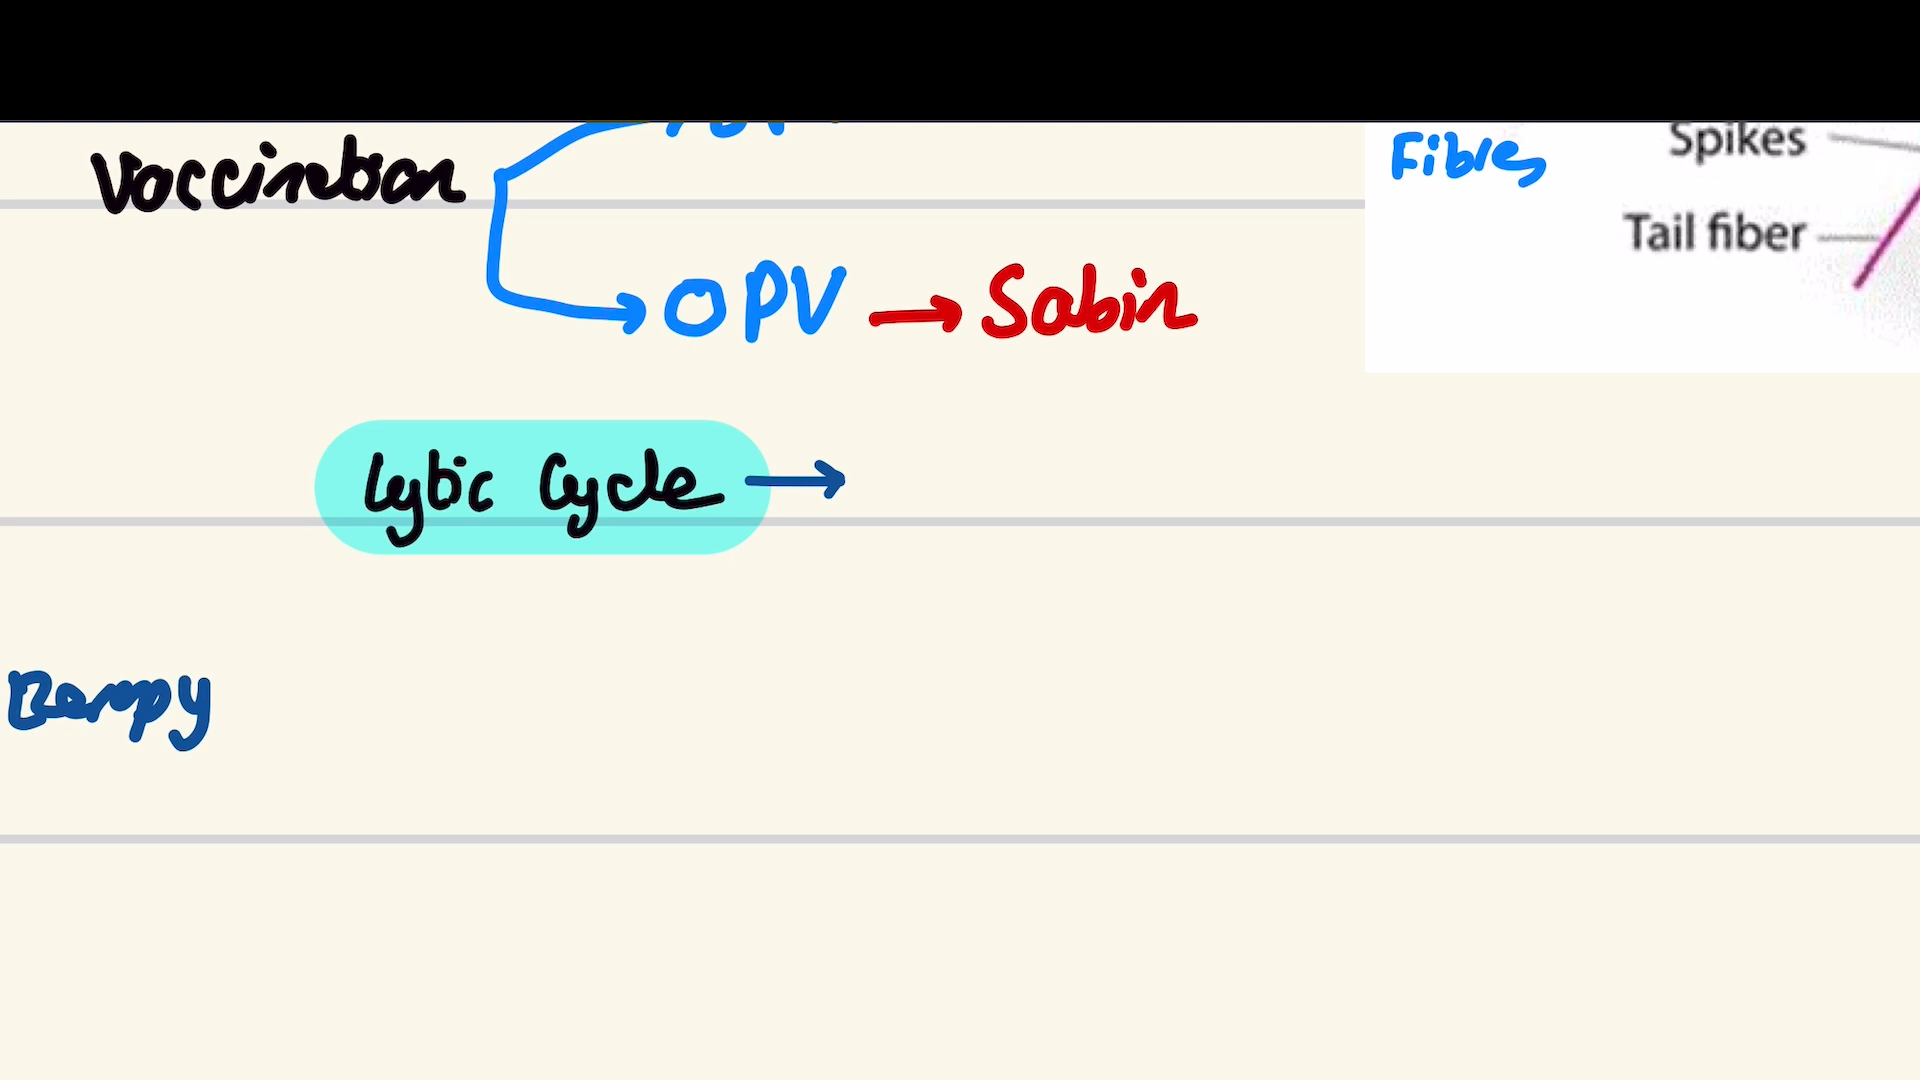 Vaccination
Fibres
Spikes
Tail fiber
OPV → Sabin
Lytic Cycle →